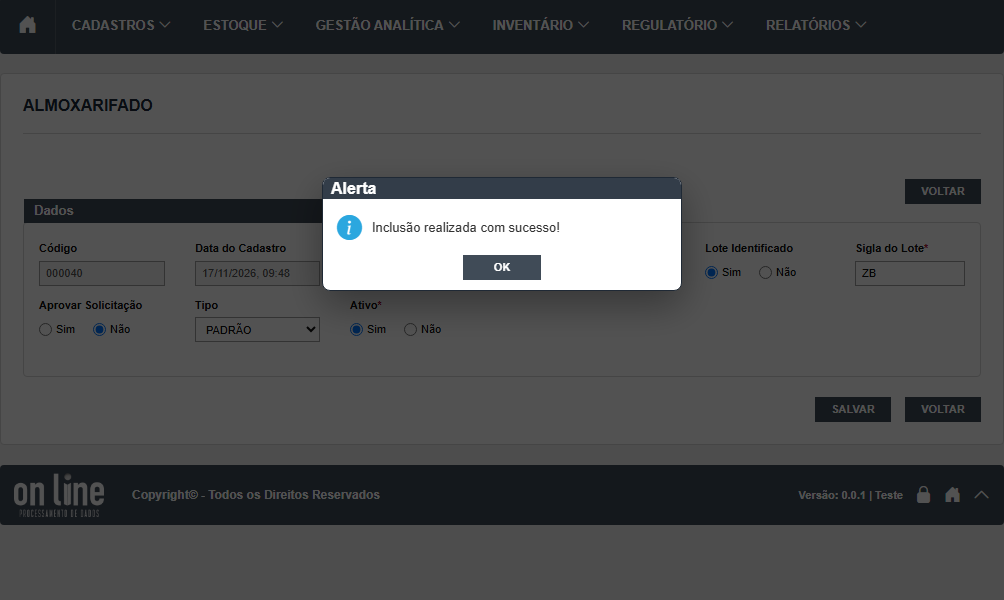 CADASTROS ESTOQUE GESTÃO ANALÍTICA INVENTÁRIO REGULATÓRIO RELATÓRIOS
ALMOXARIFADO
VOLTAR
Dados
Código Data do Cadastro Lote Identificado Sigla do Lote*
000040 17/11/2026, 09:48 Sim Não ZB
Aprovar Solicitação Tipo Ativo*
Sim Não PADRÃO Sim Não
Alerta
i Inclusão realizada com sucesso!
OK
SALVAR VOLTAR
on line
PROCESSAMENTO DE DADOS
Copyright© - Todos os Direitos Reservados
Versão: 0.0.1 | Teste